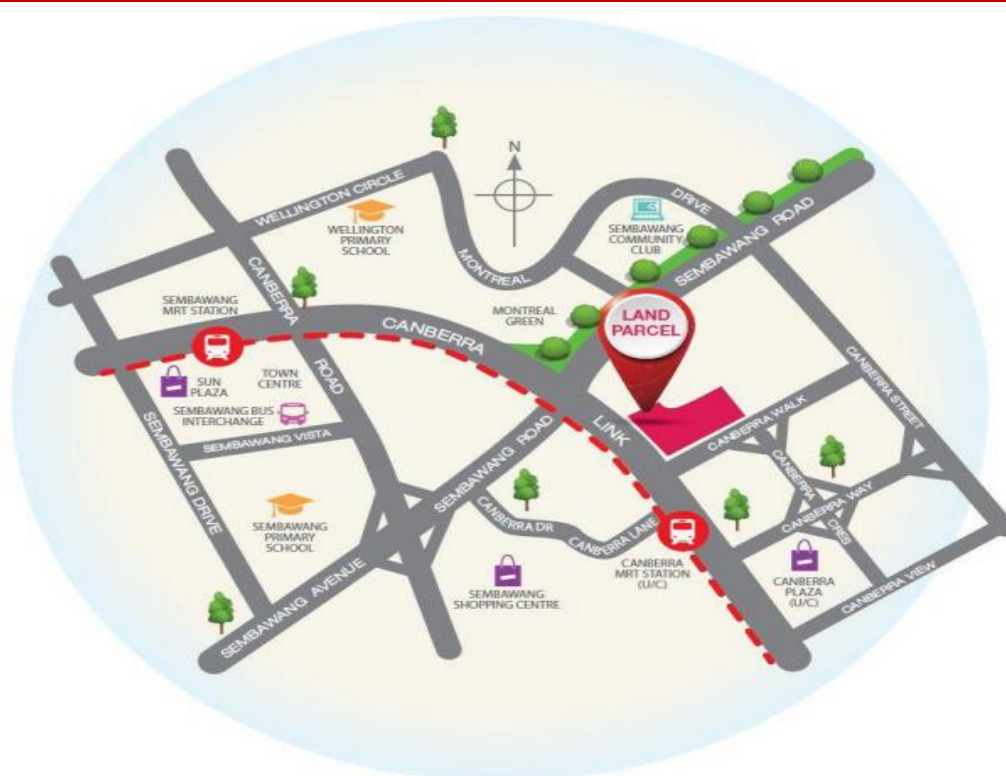 N
WELLINGTON CIRCLE
WELLINGTON
PRIMARY
SCHOOL
MONTREAL
DRIVE
SEMBAWANG
COMMUNITY
CLUB
SEMBAWANG ROAD
CANBERRA
ROAD
SEMBAWANG
MRT STATION
MONTREAL
GREEN
LAND
PARCEL
CANBERRA
LINK
SUN
PLAZA
TOWN
CENTRE
SEMBAWANG BUS
INTERCHANGE
SEMBAWANG VISTA
SEMBAWANG DRIVE
SEMBAWANG
PRIMARY
SCHOOL
SEMBAWANG AVENUE
SEMBAWANG ROAD
CANBERRA DR
CANBERRA LANE
SEMBAWANG
SHOPPING CENTRE
CANBERRA
MRT STATION
(U/C)
CANBERRA WALK
CANBERRA STREET
CANBERRA
CRES
CANBERRA WAY
CANBERRA
PLAZA
(U/C)
CANBERRA VIEW